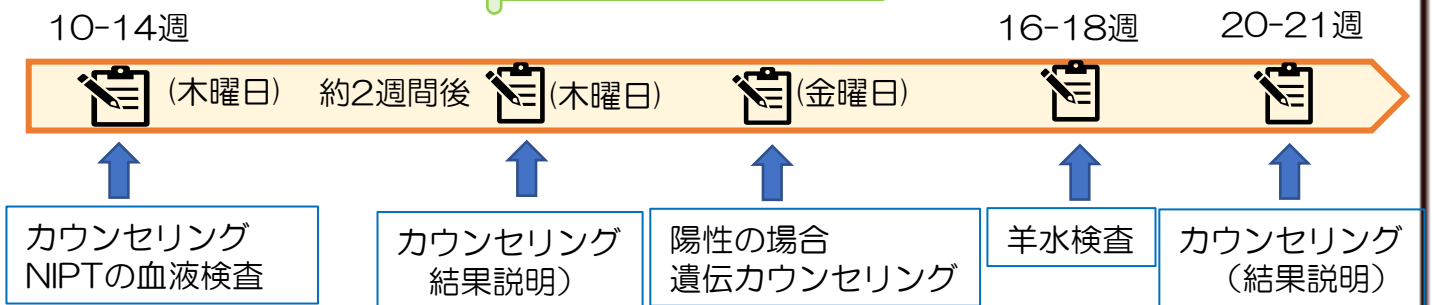 10-14週
16-18週
20-21週
(木曜日)
約2週間後
(木曜日)
(金曜日)
カウンセリング
NIPTの血液検査
カウンセリング
結果説明)
陽性の場合
遺伝カウンセリング
羊水検査
カウンセリング
(結果説明)